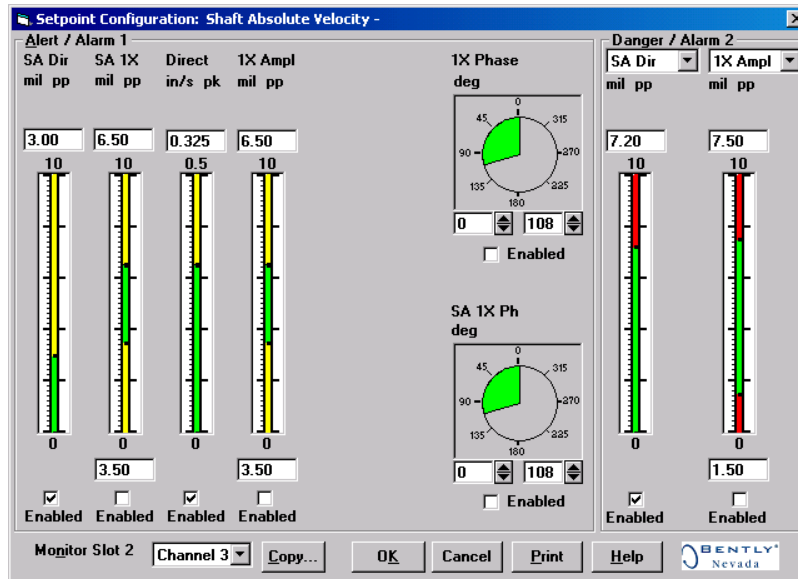 Setpoint Configuration: Shaft Absolute Velocity -
Alert / Alarm 1
SA Dir SA 1X Direct 1X Ampl
mil pp mil pp in/s pk mil pp
3.00 6.50 0.325 6.50
10 10 0.5 10
0 0 0 0
3.50 3.50
Enabled Enabled Enabled Enabled
1X Phase
deg
0
45 315
90 270
135 225
180
0 108
Enabled
SA 1X Ph
deg
0
45 315
90 270
135 225
180
0 108
Enabled
Danger / Alarm 2
SA Dir 1X Ampl
mil pp mil pp
7.20 7.50
10 10
0 0
1.50
Enabled Enabled
Monitor Slot 2 Channel 3 Copy... OK Cancel Print Help
BENTLY
Nevada